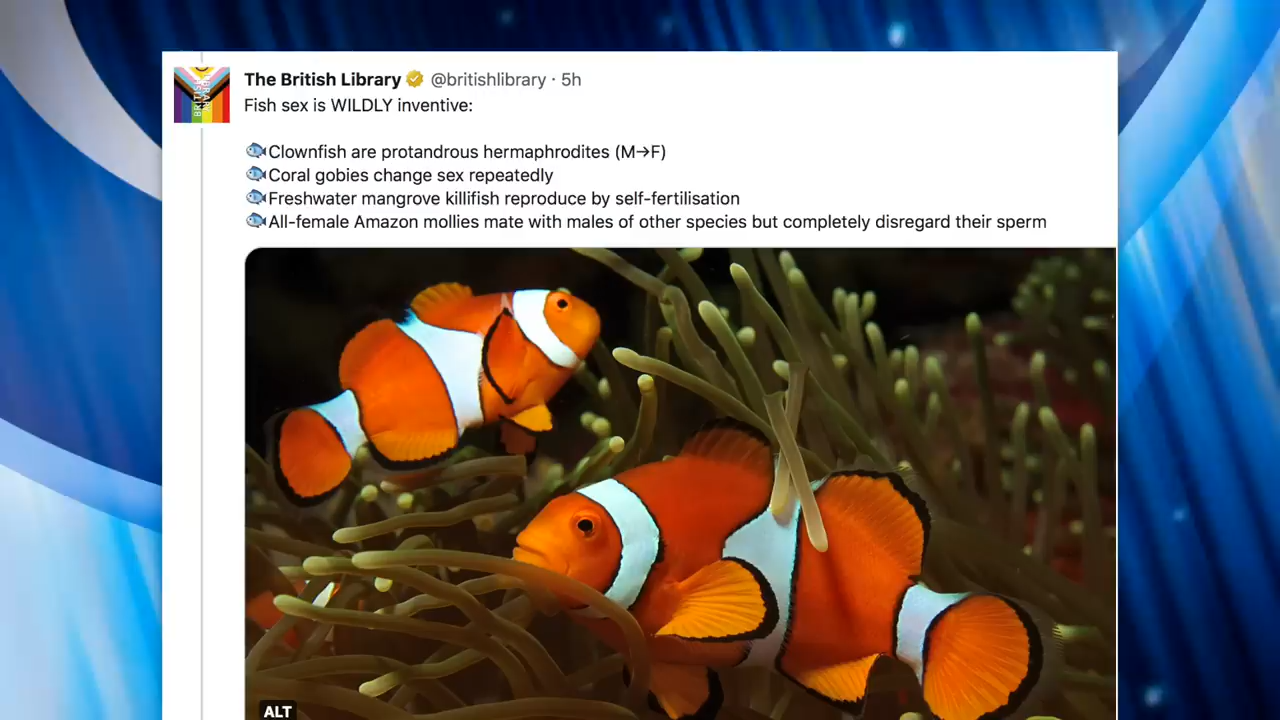 The British Library @britishlibrary · 5h
Fish sex is WILDLY inventive:
🐟Clownfish are protandrous hermaphrodites (M→F)
🐟Coral gobies change sex repeatedly
🐟Freshwater mangrove killifish reproduce by self-fertilisation
🐟All-female Amazon mollies mate with males of other species but completely disregard their sperm
BRITISH
LIBRARY
ALT